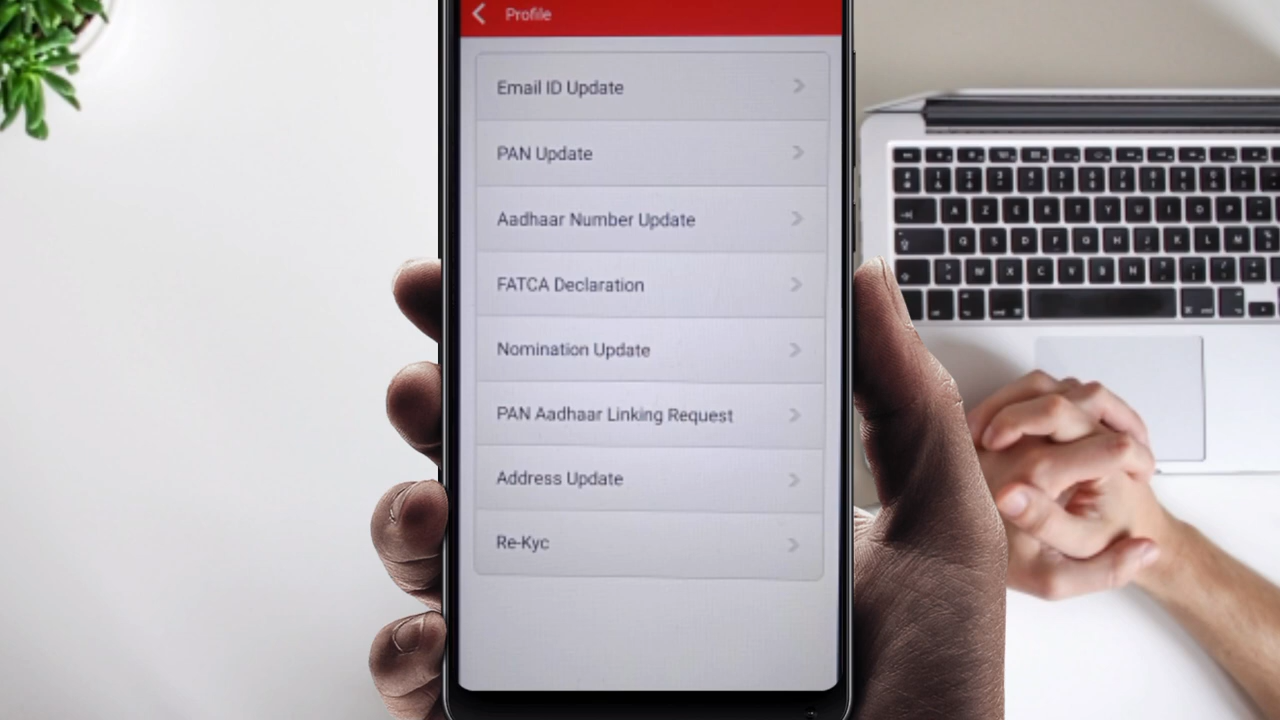 Profile
Email ID Update
PAN Update
Aadhaar Number Update
FATCA Declaration
Nomination Update
PAN Aadhaar Linking Request
Address Update
Re-Kyc